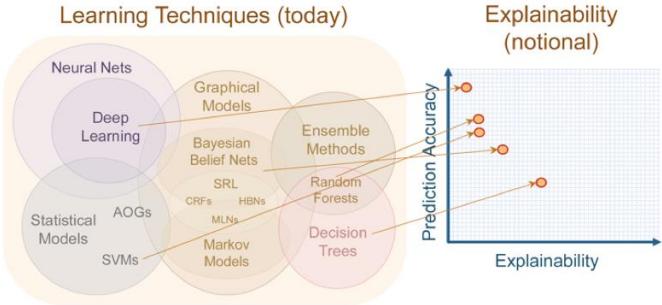 Learning Techniques (today)
Explainability
(notional)
Neural Nets
Graphical
Models
Deep
Learning
Ensemble
Methods
Bayesian
Belief Nets
SRL
Random
Forests
CRFs
HBNs
Statistical
Models
AOGs
MLNs
Decision
Trees
Markov
Models
SVMs
Prediction Accuracy
Explainability